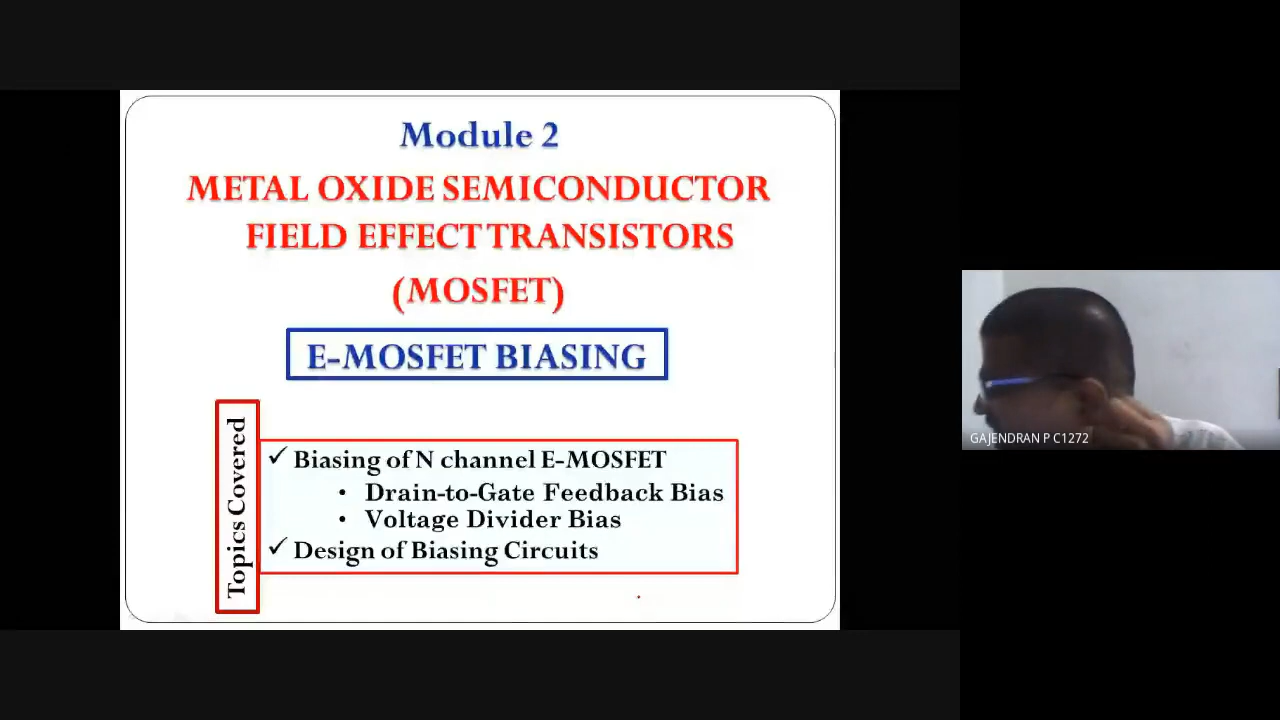 Module 2
METAL OXIDE SEMICONDUCTOR
FIELD EFFECT TRANSISTORS
(MOSFET)
E-MOSFET BIASING
Topics Covered
✓ Biasing of N channel E-MOSFET
• Drain-to-Gate Feedback Bias
• Voltage Divider Bias
✓ Design of Biasing Circuits
GAJENDRAN P C1272